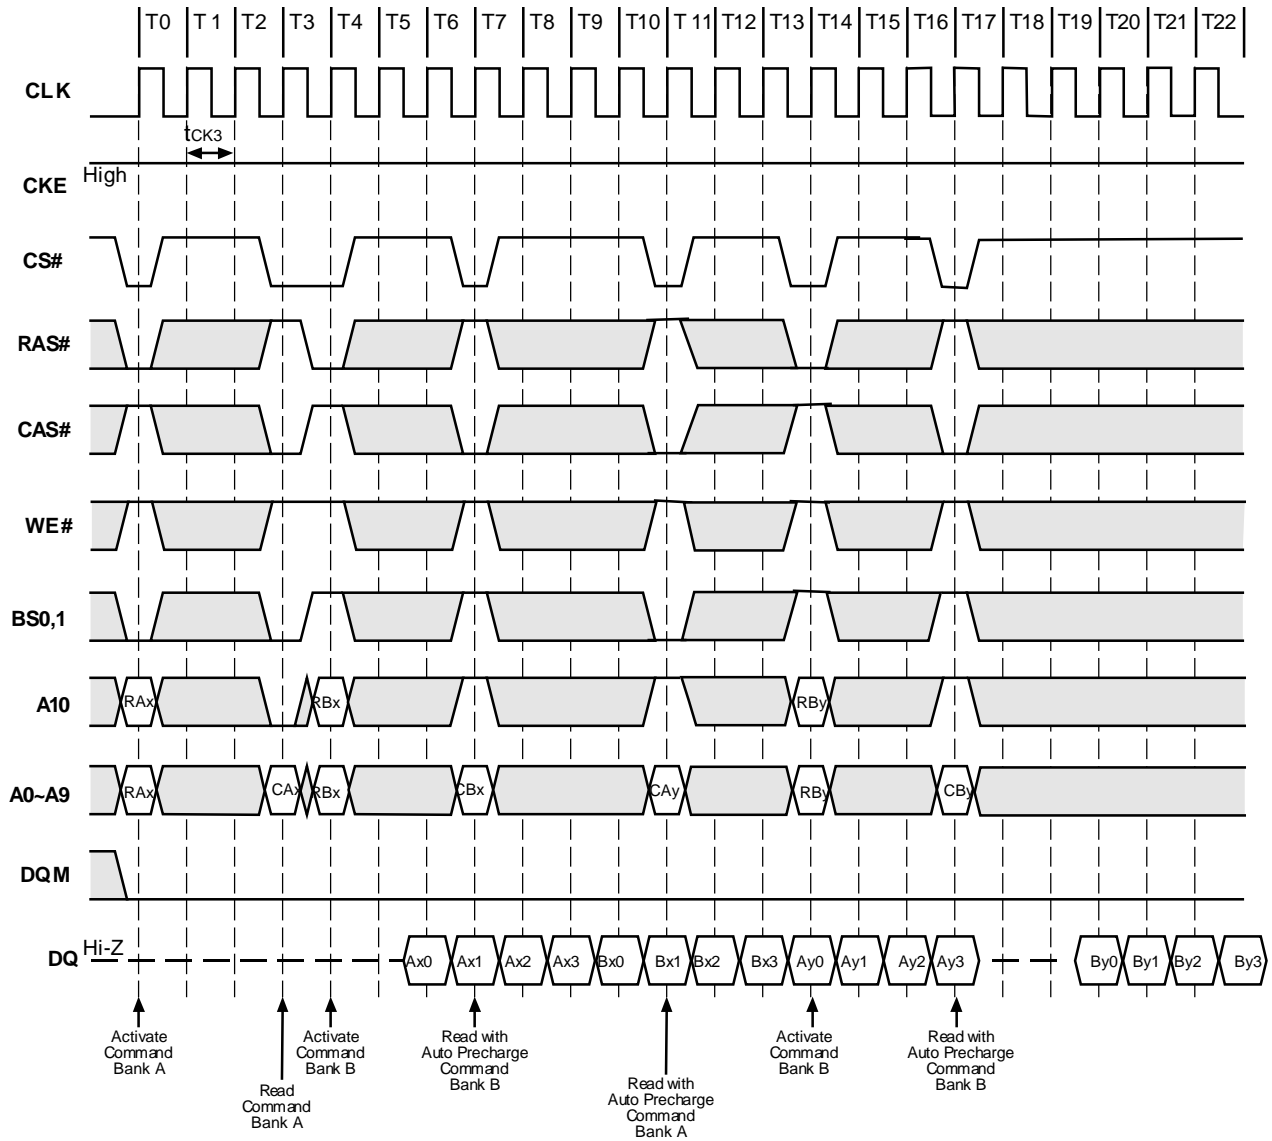 T0 T 1 T2 T3 T4 T5 T6 T7 T8 T9 T10 T 11 T12 T13 T14 T15 T16 T17 T18 T19 T20 T21 T22
CLK
tCK3
High
CKE
CS#
RAS#
CAS#
WE#
BS0,1
A10
RAx RBx RBy
A0~A9
RAx CAx RBx CBx CAy RBy CBy
DQM
Hi-Z
DQ
Ax0 Ax1 Ax2 Ax3 Bx0 Bx1 Bx2 Bx3 Ay0 Ay1 Ay2 Ay3 By0 By1 By2 By3
Activate
Command
Bank A
Read
Command
Bank A
Activate
Command
Bank B
Read with
Auto Precharge
Command
Bank B
Read with
Auto Precharge
Command
Bank A
Activate
Command
Bank B
Read with
Auto Precharge
Command
Bank B